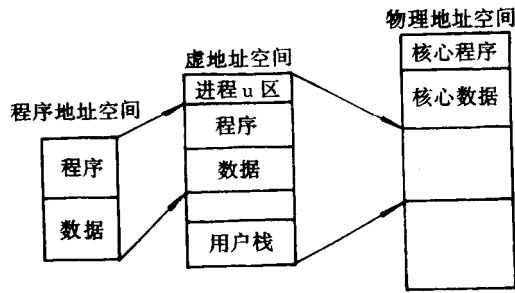 物理地址空间
核心程序
核心数据
虚地址空间
进程u区
程序
数据
用户栈
程序地址空间
程序
数据